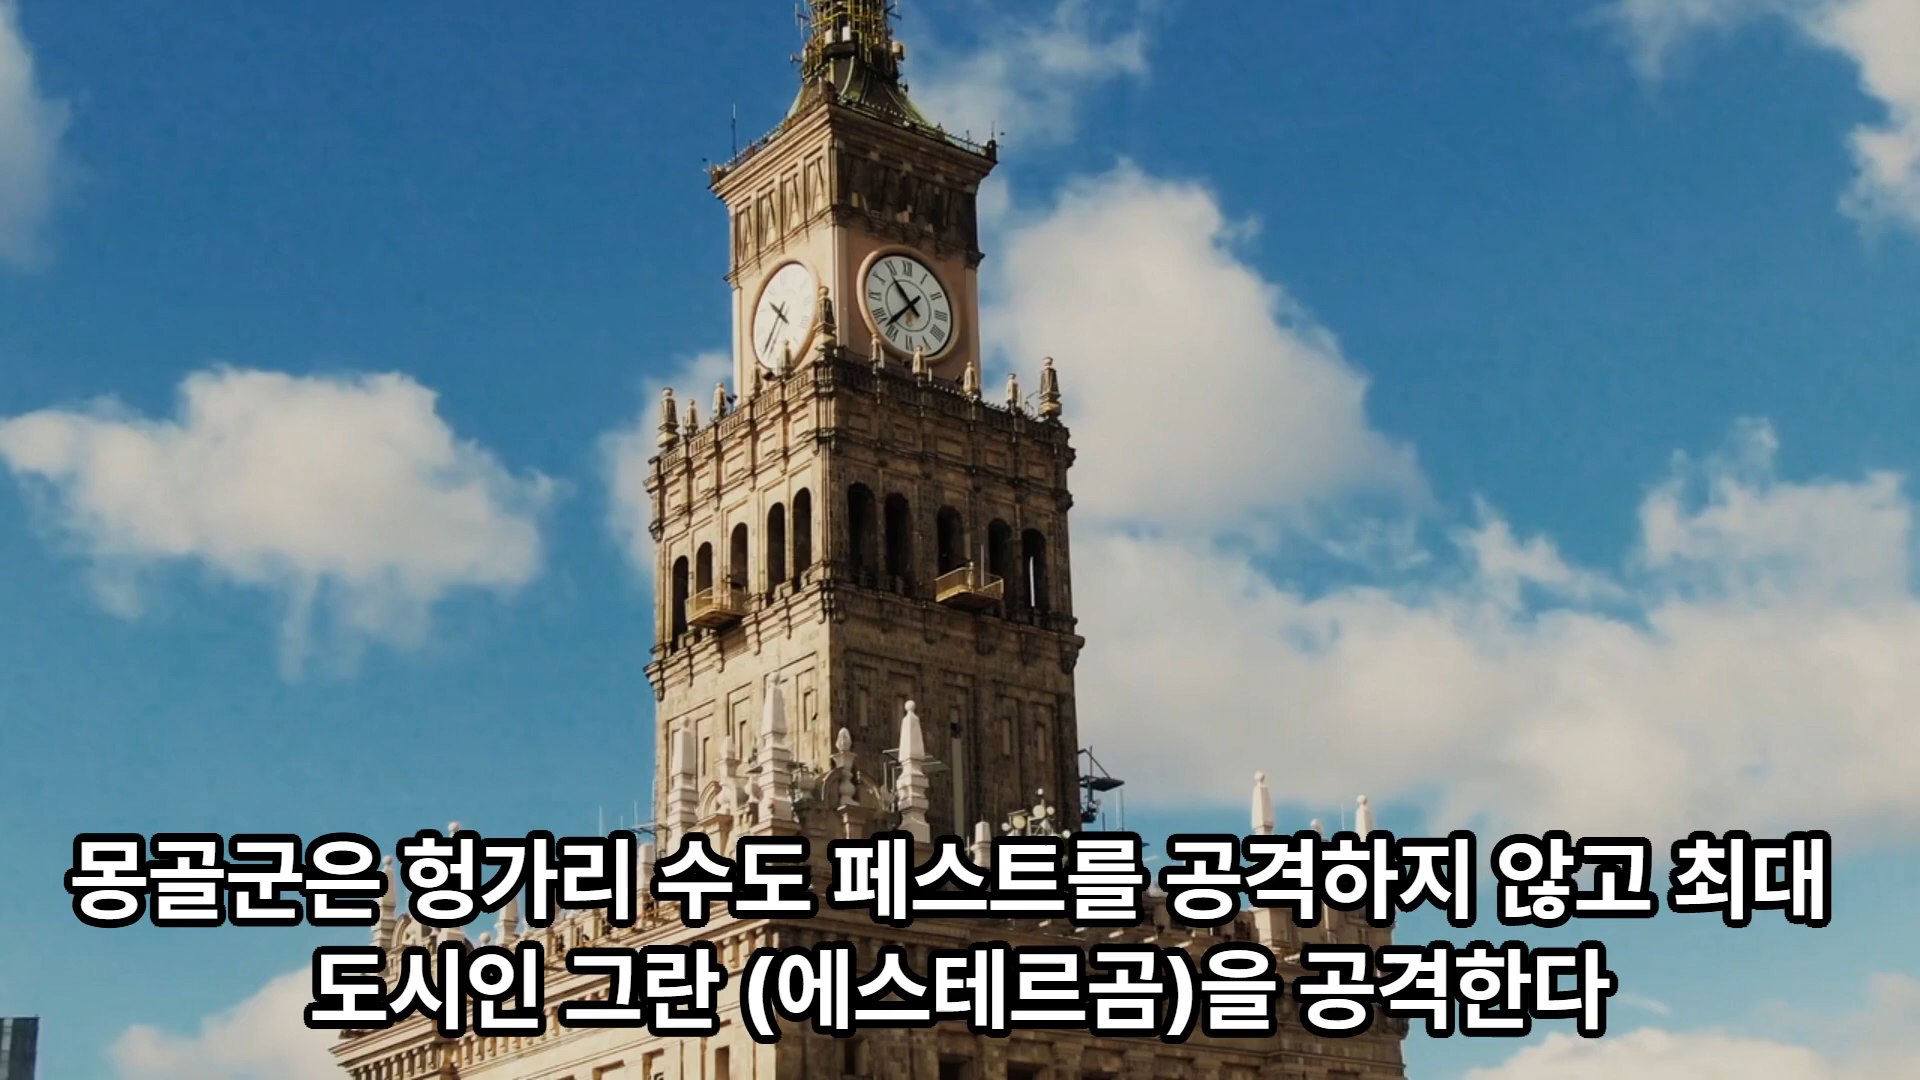 몽골군은 헝가리 수도 페스트를 공격하지 않고 최대
도시인 그란 (에스테르곰)을 공격한다